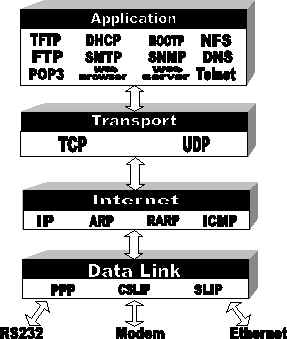 Application
TFTP DHCP BOOTP NFS
FTP SMTP SNMP DNS
POP3 Web browser Web server Telnet
Transport
TCP UDP
Internet
IP ARP RARP ICMP
Data Link
PPP CSLIP SLIP
RS232 Modem Ethernet